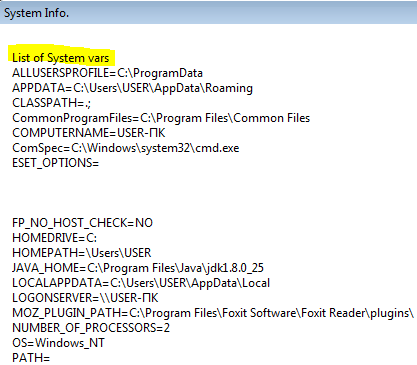 System Info.
List of System vars
ALLUSERSPROFILE=C:\ProgramData
APPDATA=C:\Users\USER\AppData\Roaming
CLASSPATH=.;
CommonProgramFiles=C:\Program Files\Common Files
COMPUTERNAME=USER-ПК
ComSpec=C:\Windows\system32\cmd.exe
ESET_OPTIONS=
FP_NO_HOST_CHECK=NO
HOMEDRIVE=C:
HOMEPATH=\Users\USER
JAVA_HOME=C:\Program Files\Java\jdk1.8.0_25
LOCALAPPDATA=C:\Users\USER\AppData\Local
LOGONSERVER=\\USER-ПК
MOZ_PLUGIN_PATH=C:\Program Files\Foxit Software\Foxit Reader\plugins\
NUMBER_OF_PROCESSORS=2
OS=Windows_NT
PATH=